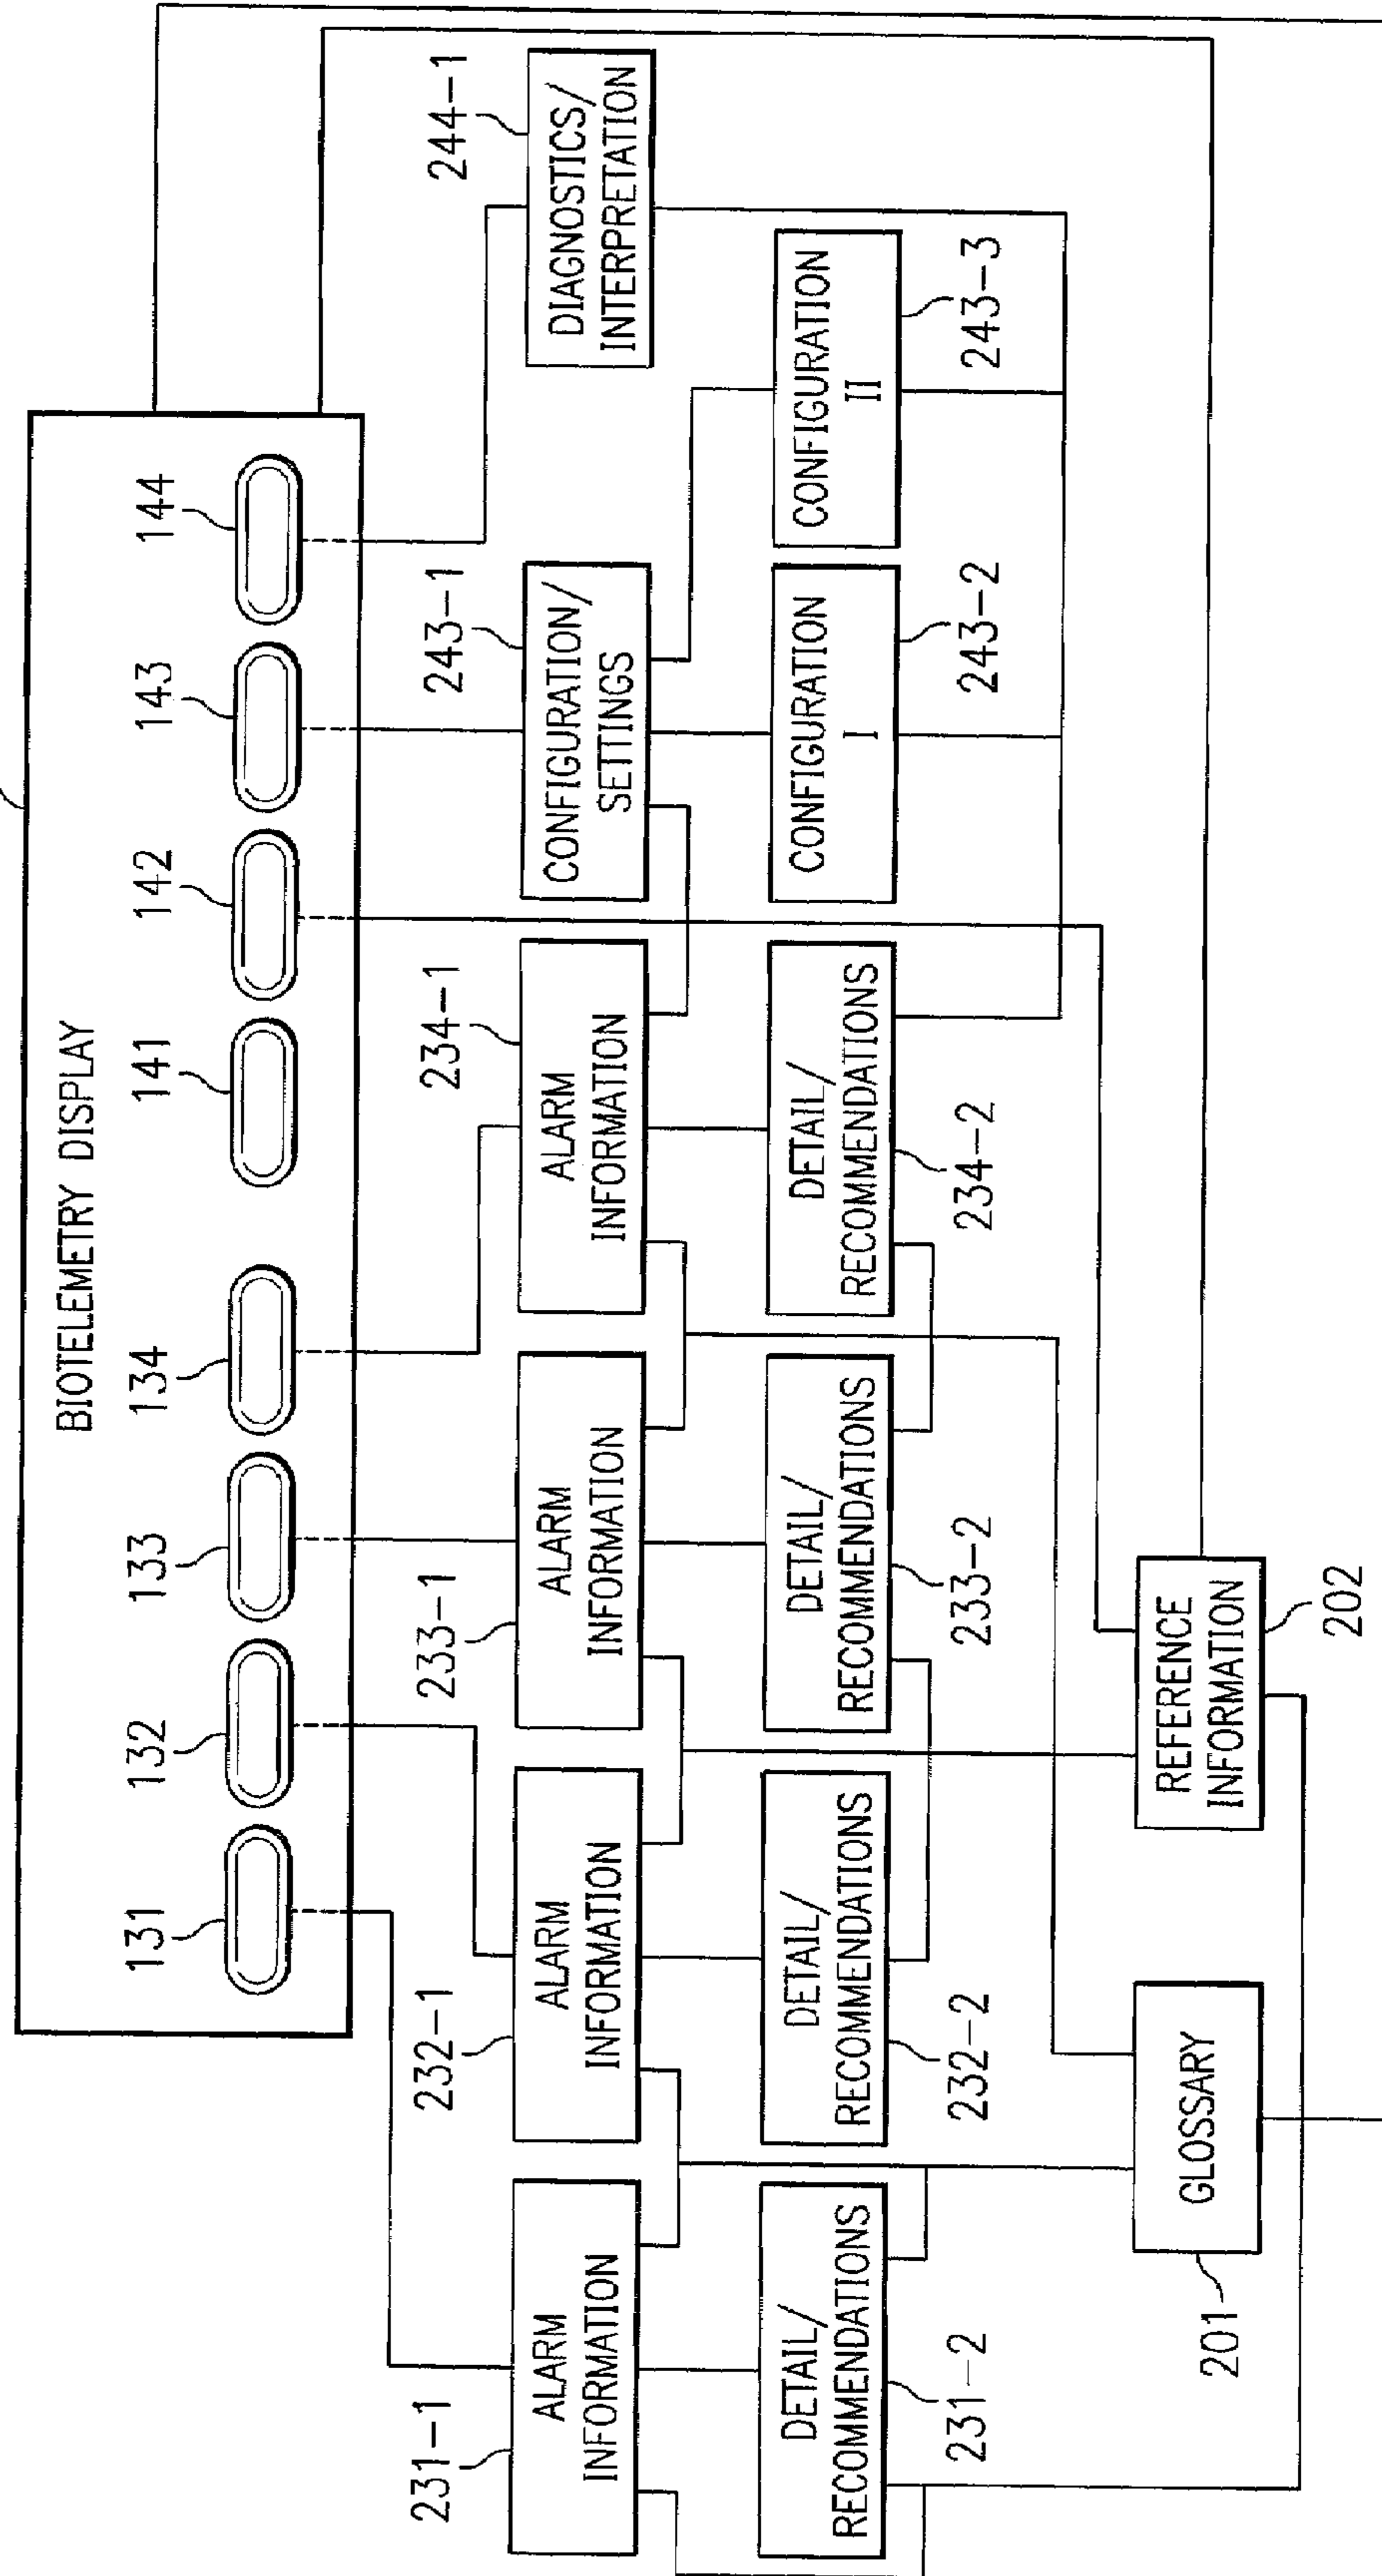 BIOTELEMETRY DISPLAY
131
132
133
134
141
142
143
144
231-1
ALARM
INFORMATION
232-1
ALARM
INFORMATION
233-1
ALARM
INFORMATION
234-1
ALARM
INFORMATION
243-1
CONFIGURATION/
SETTINGS
244-1
DIAGNOSTICS/
INTERPRETATION
DETAIL/
RECOMMENDATIONS
231-2
DETAIL/
RECOMMENDATIONS
232-2
DETAIL/
RECOMMENDATIONS
233-2
DETAIL/
RECOMMENDATIONS
234-2
CONFIGURATION
I
243-2
CONFIGURATION
II
243-3
GLOSSARY
201
REFERENCE
INFORMATION
202